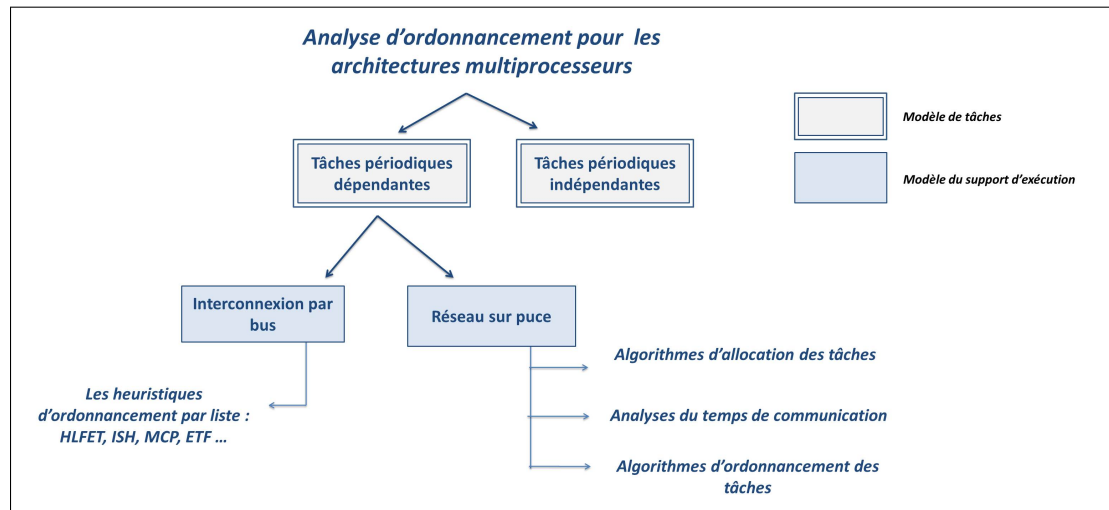 Analyse d'ordonnancement pour les
architectures multiprocesseurs
Modèle de tâches
Modèle du support d'exécution
Tâches périodiques
dépendantes
Tâches périodiques
indépendantes
Interconnexion par
bus
Réseau sur puce
Les heuristiques
d'ordonnancement par liste :
HLFET, ISH, MCP, ETF ...
Algorithmes d'allocation des tâches
Analyses du temps de communication
Algorithmes d'ordonnancement des
tâches